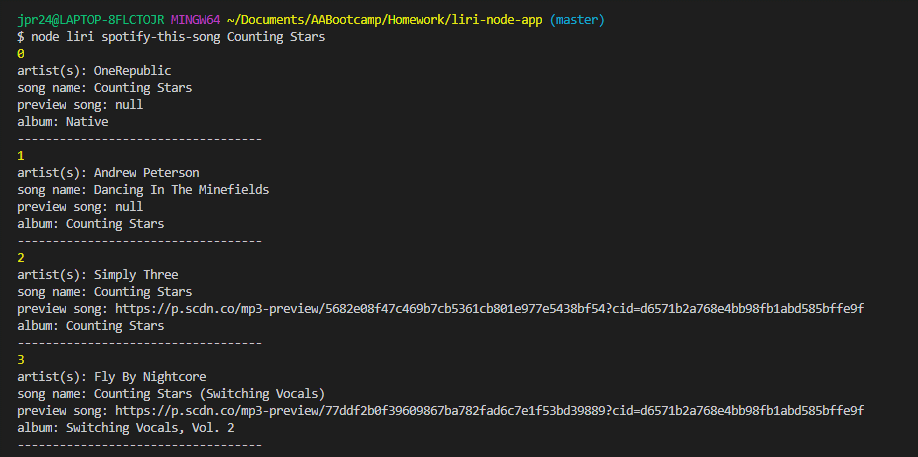 jpr24@LAPTOP-8FLCTOJR MINGW64 ~/Documents/AABootcamp/Homework/liri-node-app (master)
$ node liri spotify-this-song Counting Stars
0
artist(s): OneRepublic
song name: Counting Stars
preview song: null
album: Native
-----------------------------------
1
artist(s): Andrew Peterson
song name: Dancing In The Minefields
preview song: null
album: Counting Stars
-----------------------------------
2
artist(s): Simply Three
song name: Counting Stars
preview song: https://p.scdn.co/mp3-preview/5682e08f47c469b7cb5361cb801e977e5438bf54?cid=d6571b2a768e4bb98fb1abd585bffe9f
album: Counting Stars
-----------------------------------
3
artist(s): Fly By Nightcore
song name: Counting Stars (Switching Vocals)
preview song: https://p.scdn.co/mp3-preview/77ddf2b0f39609867ba782fad6c7e1f53bd39889?cid=d6571b2a768e4bb98fb1abd585bffe9f
album: Switching Vocals, Vol. 2
-----------------------------------